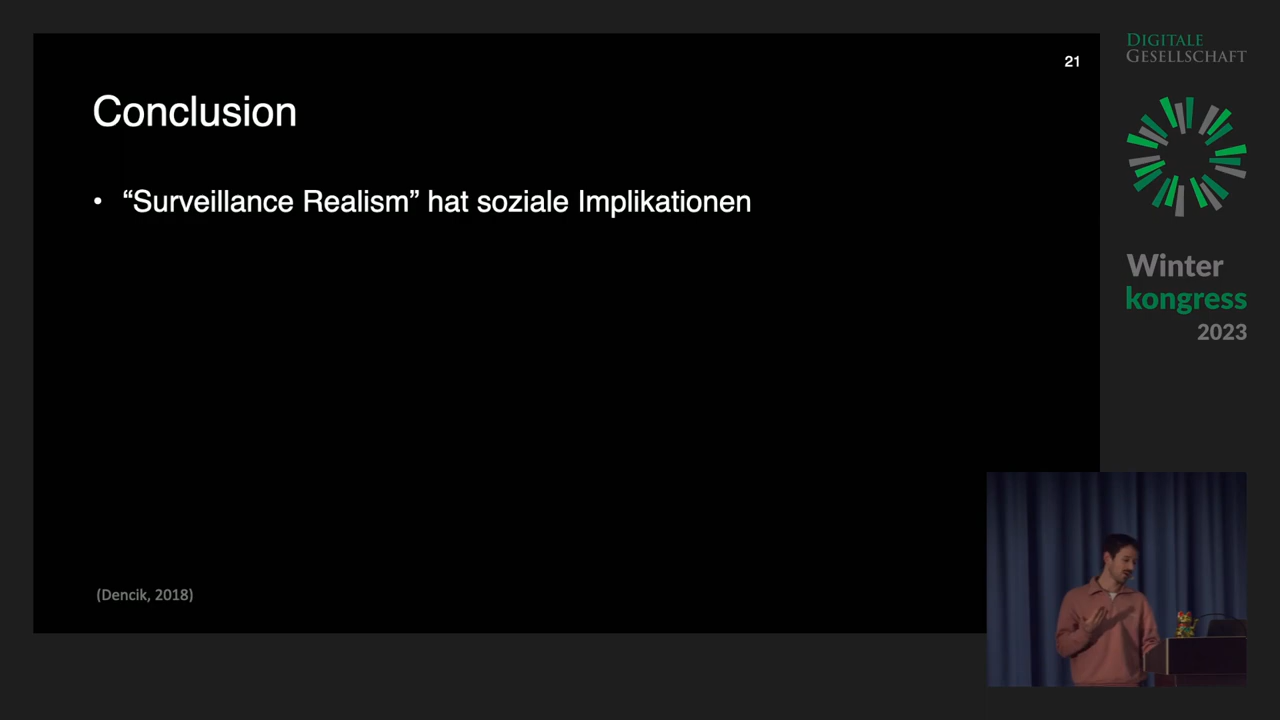 21
Conclusion
• “Surveillance Realism” hat soziale Implikationen
(Dencik, 2018)
DIGITALE
GESELLSCHAFT
Winter
kongress
2023